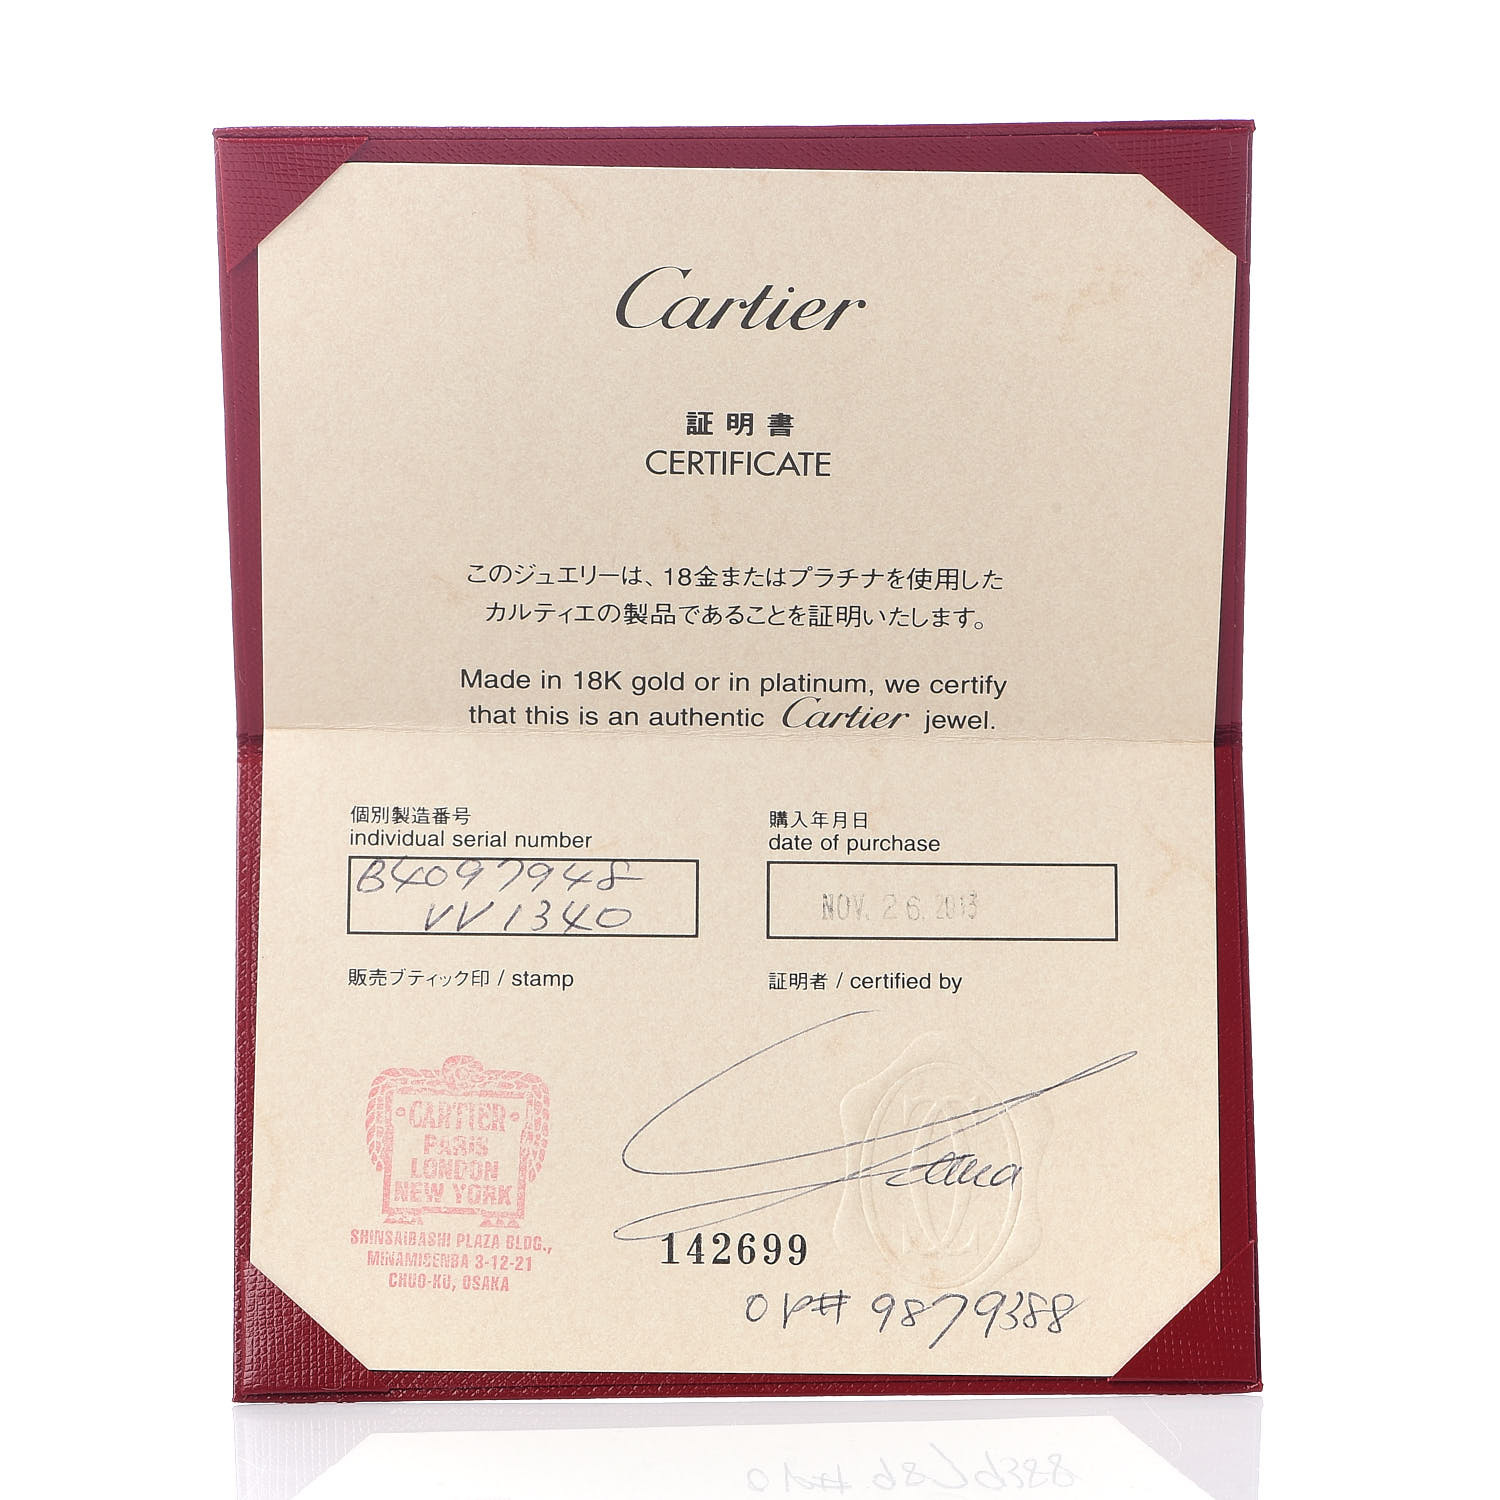 Cartier
証明書
CERTIFICATE
このジュエリーは、18金またはプラチナを使用した
カルティエの製品であることを証明いたします。
Made in 18K gold or in platinum, we certify
that this is an authentic Cartier jewel.
個別製造番号
individual serial number
B4097948
VV1340
購入年月日
date of purchase
NOV. 26. 2013
販売ブティック印 / stamp
証明者 / certified by
CARTIER
PARIS
LONDON
NEW YORK
SHINSAIBASHI PLAZA BLDG.,
MINAMISENBA 3-12-21
CHUO-KU, OSAKA
142699
OP# 9879388